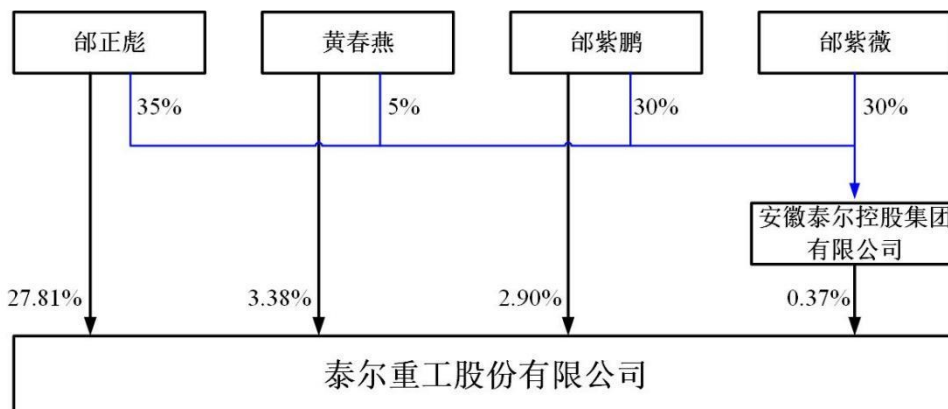 邰正彪
黄春燕
邰紫鹏
邰紫薇
35%
5%
30%
30%
安徽泰尔控股集团
有限公司
27.81%
3.38%
2.90%
0.37%
泰尔重工股份有限公司